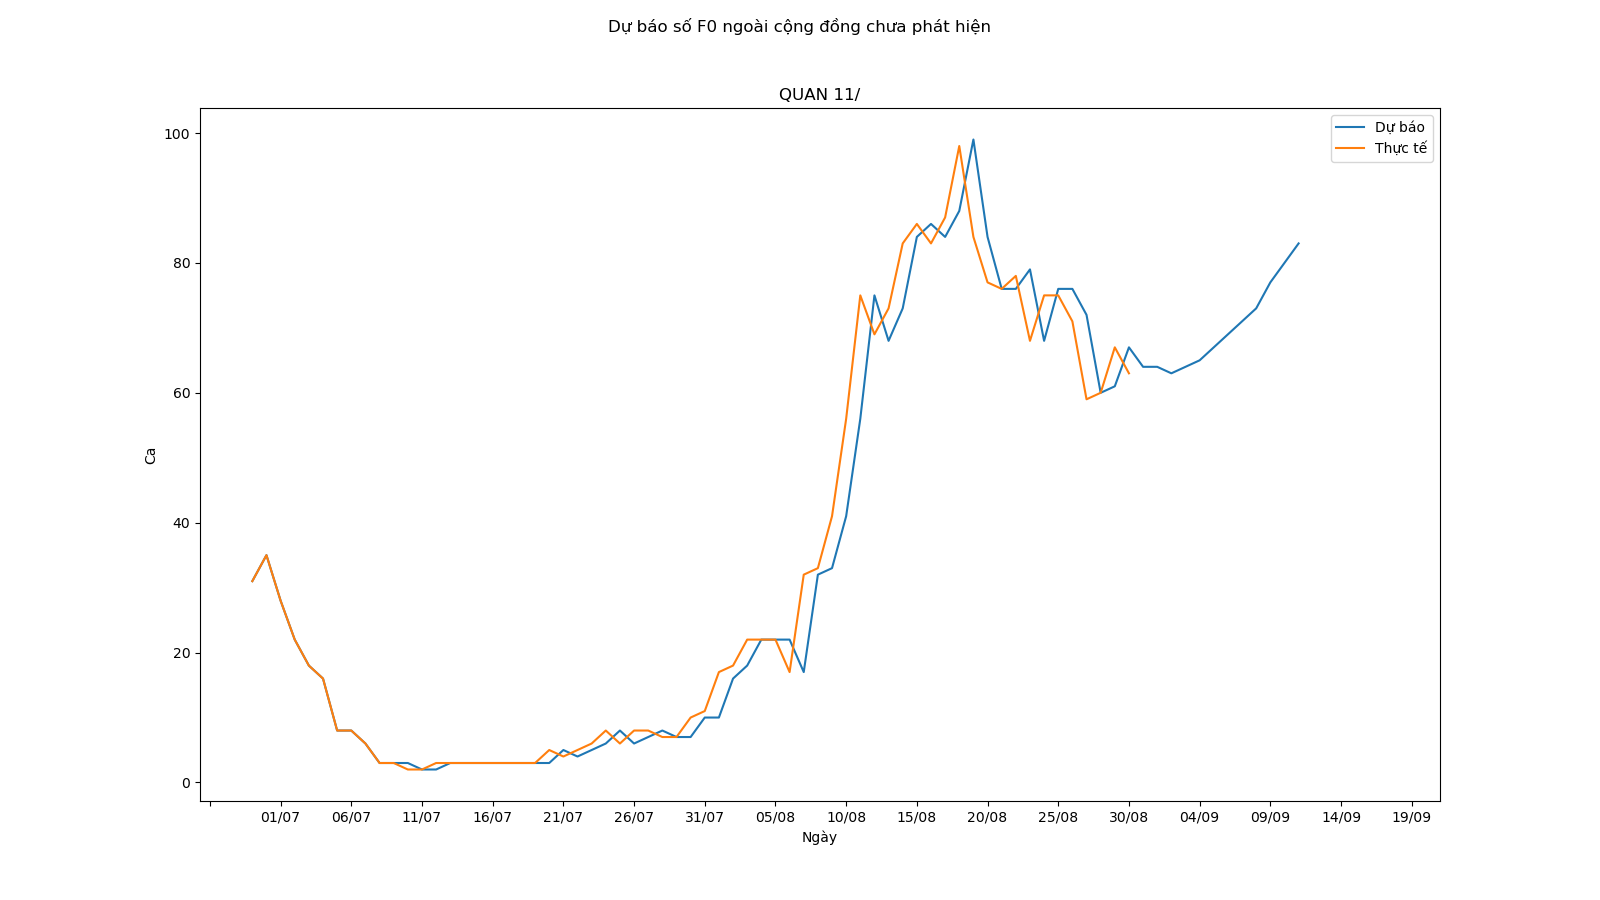 Dự báo số F0 ngoài cộng đồng chưa phát hiện
QUAN 11/
Dự báo
Thực tế
100
80
60
40
20
0
Ca
01/07 06/07 11/07 16/07 21/07 26/07 31/07 05/08 10/08 15/08 20/08 25/08 30/08 04/09 09/09 14/09 19/09
Ngày